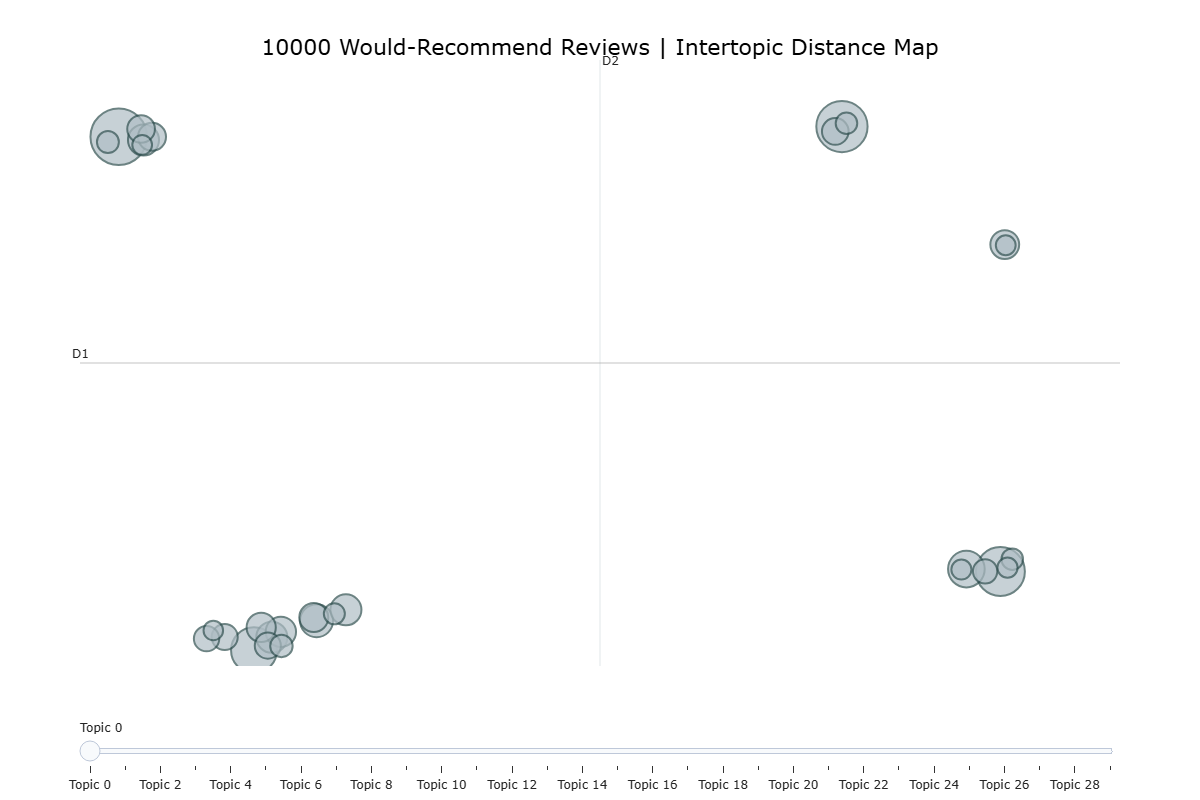 10000 Would-Recommend Reviews | Intertopic Distance Map
D2
D1
Topic 0
Topic 0 Topic 2 Topic 4 Topic 6 Topic 8 Topic 10 Topic 12 Topic 14 Topic 16 Topic 18 Topic 20 Topic 22 Topic 24 Topic 26 Topic 28